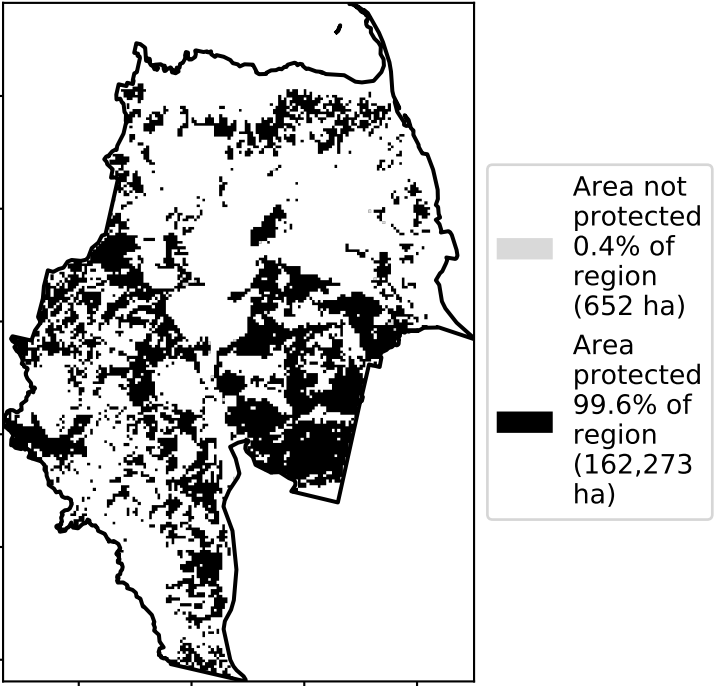 Area not
protected
0.4% of
region
(652 ha)
Area
protected
99.6% of
region
(162,273
ha)